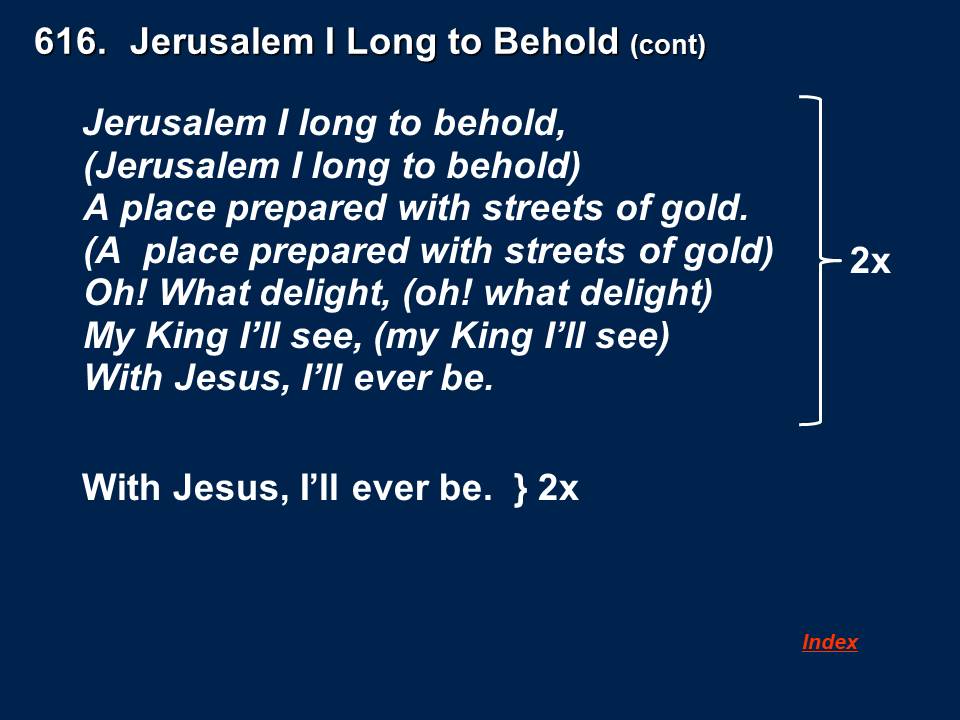 616. Jerusalem I Long to Behold (cont)
Jerusalem I long to behold,
(Jerusalem I long to behold)
A place prepared with streets of gold.
(A place prepared with streets of gold)
2x
Oh! What delight, (oh! what delight)
My King I’ll see, (my King I’ll see)
With Jesus, I’ll ever be.
With Jesus, I’ll ever be. } 2x
Index